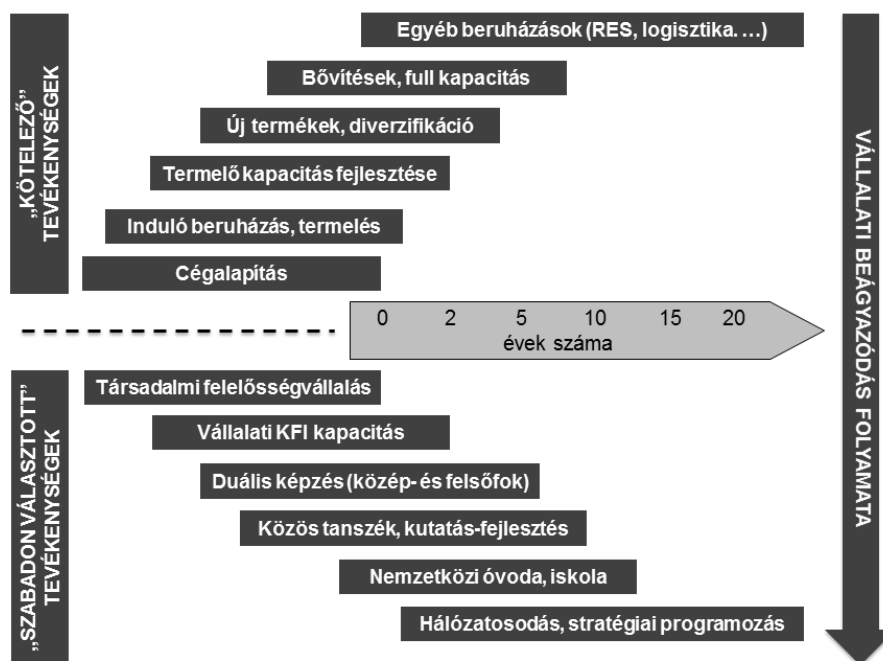 „KÖTELEZŐ”
TEVÉKENYSÉGEK
Egyéb beruházások (RES, logisztika. …)
Bővítések, full kapacitás
Új termékek, diverzifikáció
Termelő kapacitás fejlesztése
Induló beruházás, termelés
Cégalapítás
0 2 5 10 15 20
évek száma
„SZABADON VÁLASZTOTT”
TEVÉKENYSÉGEK
Társadalmi felelősségvállalás
Vállalati KFI kapacitás
Duális képzés (közép- és felsőfok)
Közös tanszék, kutatás-fejlesztés
Nemzetközi óvoda, iskola
Hálózatosodás, stratégiai programozás
VÁLLALATI BEÁGYAZÓDÁS FOLYAMATA